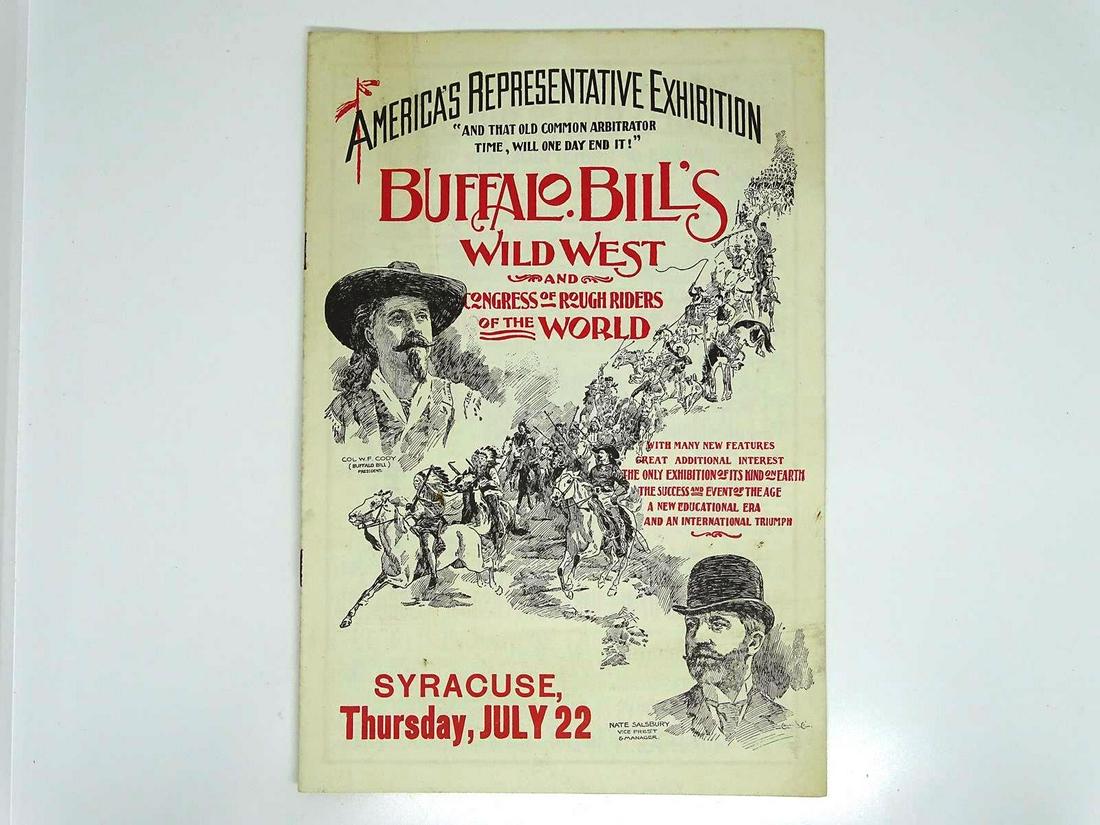 AMERICA'S REPRESENTATIVE EXHIBITION
"AND THAT OLD COMMON ARBITRATOR
TIME, WILL ONE DAY END IT!"
BUFFALO.BILL'S
WILD WEST
AND
CONGRESS OF ROUGH RIDERS
OF THE WORLD
COL W. F. CODY
(BUFFALO BILL)
PRESIDENT.
WITH MANY NEW FEATURES
GREAT ADDITIONAL INTEREST
THE ONLY EXHIBITION OF ITS KIND ON EARTH
THE SUCCESS AND EVENT OF THE AGE
A NEW EDUCATIONAL ERA
AND AN INTERNATIONAL TRIUMPH
SYRACUSE,
Thursday, JULY 22
NATE SALSBURY
VICE PREST
& MANAGER.